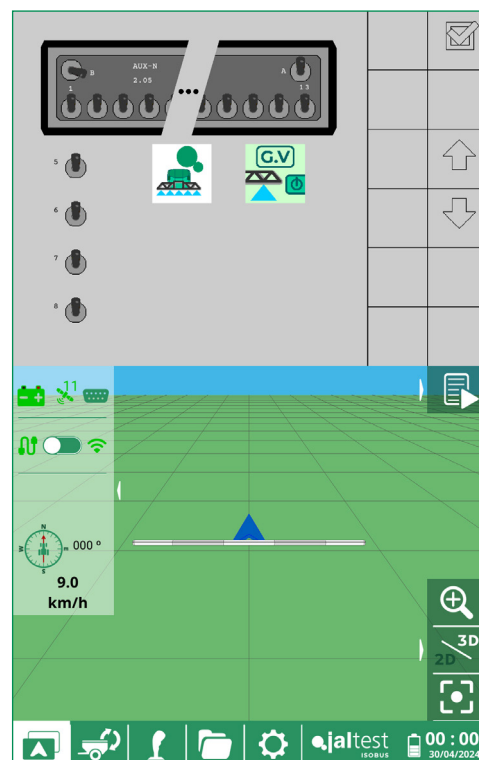 B
AUX-N
2.05
A
1
13
G.V
5
6
7
8
11
N
W
E
S
000 º
9.0
km/h
3D
2D
jaltest
ISOBUS
00 : 00
30/04/2024